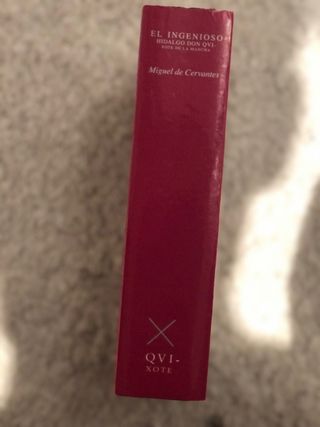 EL INGENIOSO
HIDALGO DON QVI-
XOTE DE LA MANCHA
Miguel de Cervantes
QVI-
XOTE